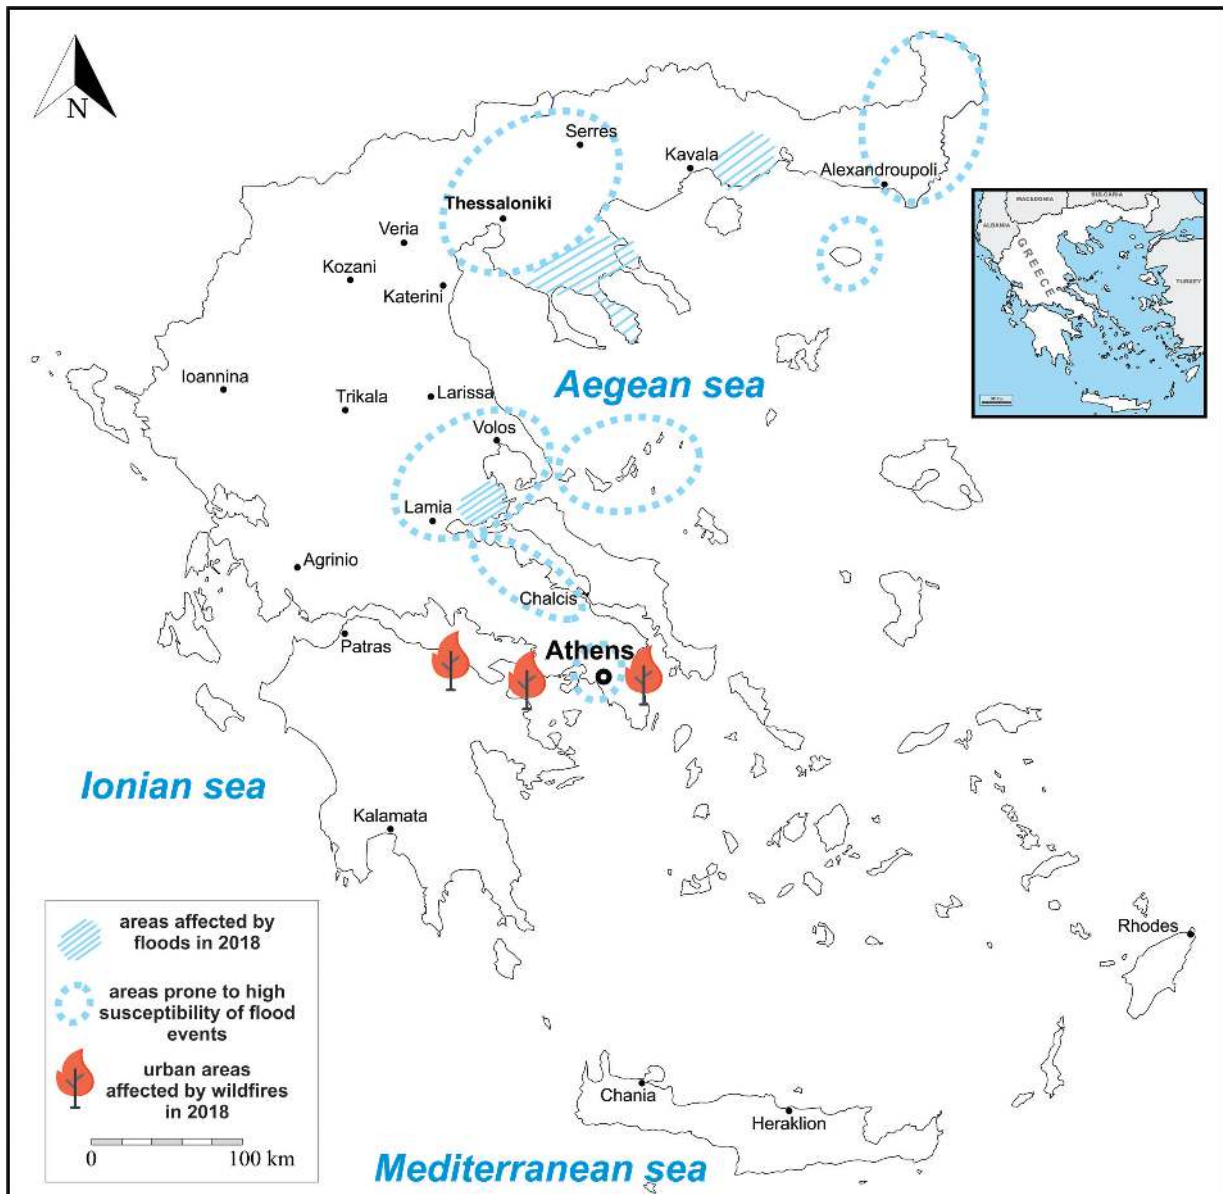 N
Serres
Kavala
Alexandroupoli
Thessaloniki
Veria
Kozani
Katerini
MACEDONIA
BULGARIA
ALBANIA
GREECE
TURKEY
Ioannina
Trikala
Larissa
Aegean sea
Volos
Lamia
Agrinio
Chalcis
Patras
Athens
Ionian sea
Kalamata
Rhodes
areas affected by
floods in 2018
areas prone to high
susceptibility of flood
events
urban areas
affected by wildfires
in 2018
0 100 km
Chania
Heraklion
Mediterranean sea